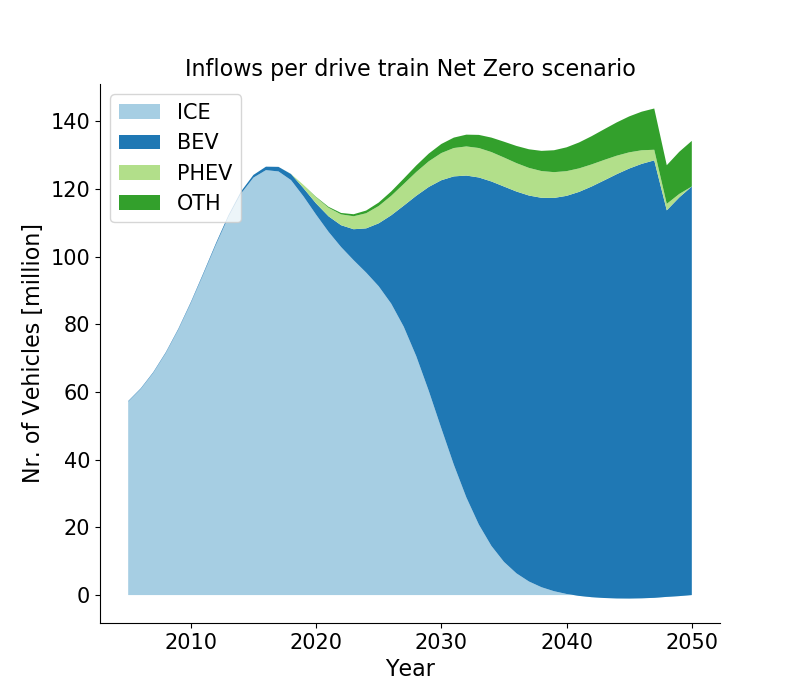 Inflows per drive train Net Zero scenario
ICE
BEV
PHEV
OTH
Nr. of Vehicles [million]
140
120
100
80
60
40
20
0
2010 2020 2030 2040 2050
Year